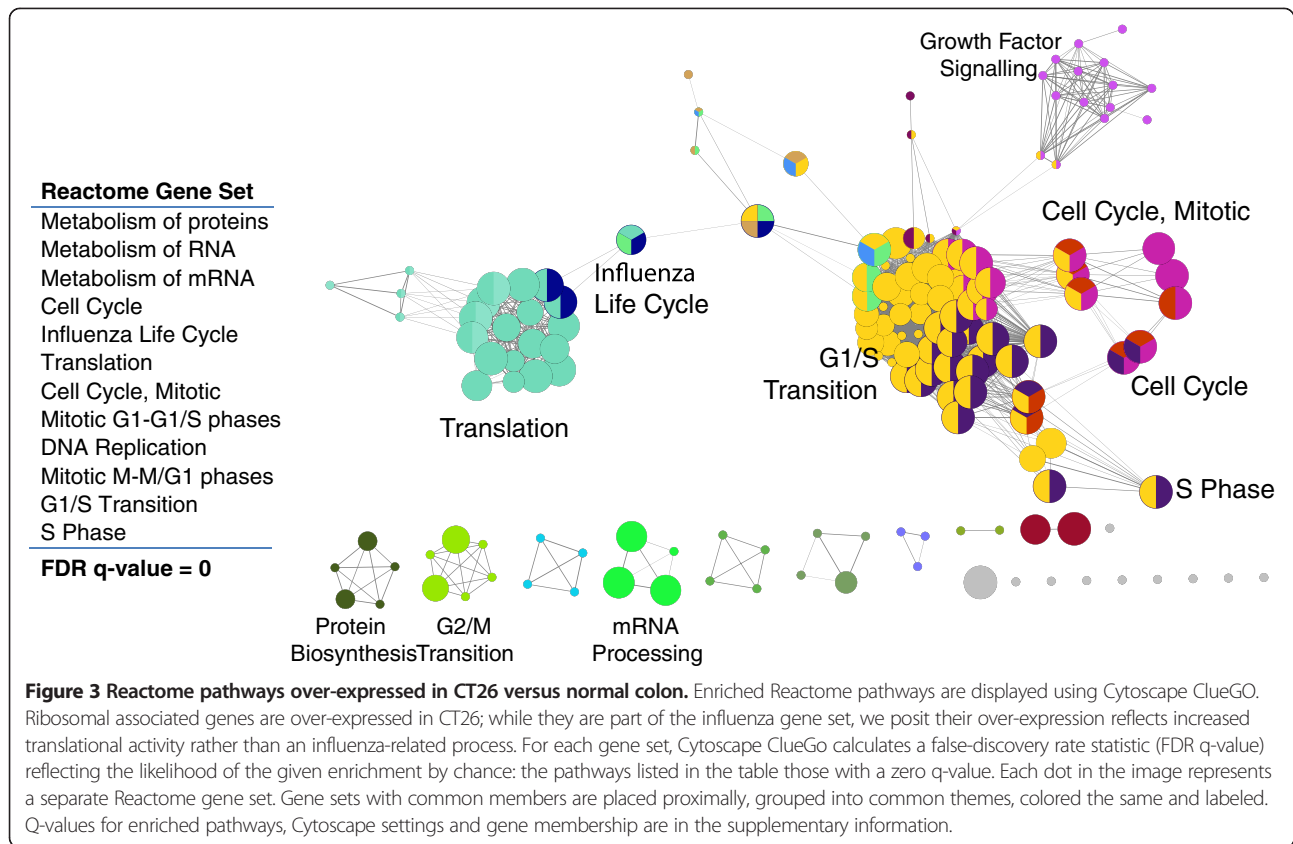 Growth Factor
Signalling
Reactome Gene Set
Metabolism of proteins
Metabolism of RNA
Metabolism of mRNA
Cell Cycle
Influenza Life Cycle
Translation
Cell Cycle, Mitotic
Mitotic G1-G1/S phases
DNA Replication
Mitotic M-M/G1 phases
G1/S Transition
S Phase
FDR q-value = 0
Cell Cycle, Mitotic
Influenza
Life Cycle
G1/S
Transition
Cell Cycle
Translation
S Phase
Protein
Biosynthesis
G2/M
Transition
mRNA
Processing
Figure 3 Reactome pathways over-expressed in CT26 versus normal colon. Enriched Reactome pathways are displayed using Cytoscape ClueGO.
Ribosomal associated genes are over-expressed in CT26; while they are part of the influenza gene set, we posit their over-expression reflects increased
translational activity rather than an influenza-related process. For each gene set, Cytoscape ClueGo calculates a false-discovery rate statistic (FDR q-value)
reflecting the likelihood of the given enrichment by chance: the pathways listed in the table those with a zero q-value. Each dot in the image represents
a separate Reactome gene set. Gene sets with common members are placed proximally, grouped into common themes, colored the same and labeled.
Q-values for enriched pathways, Cytoscape settings and gene membership are in the supplementary information.